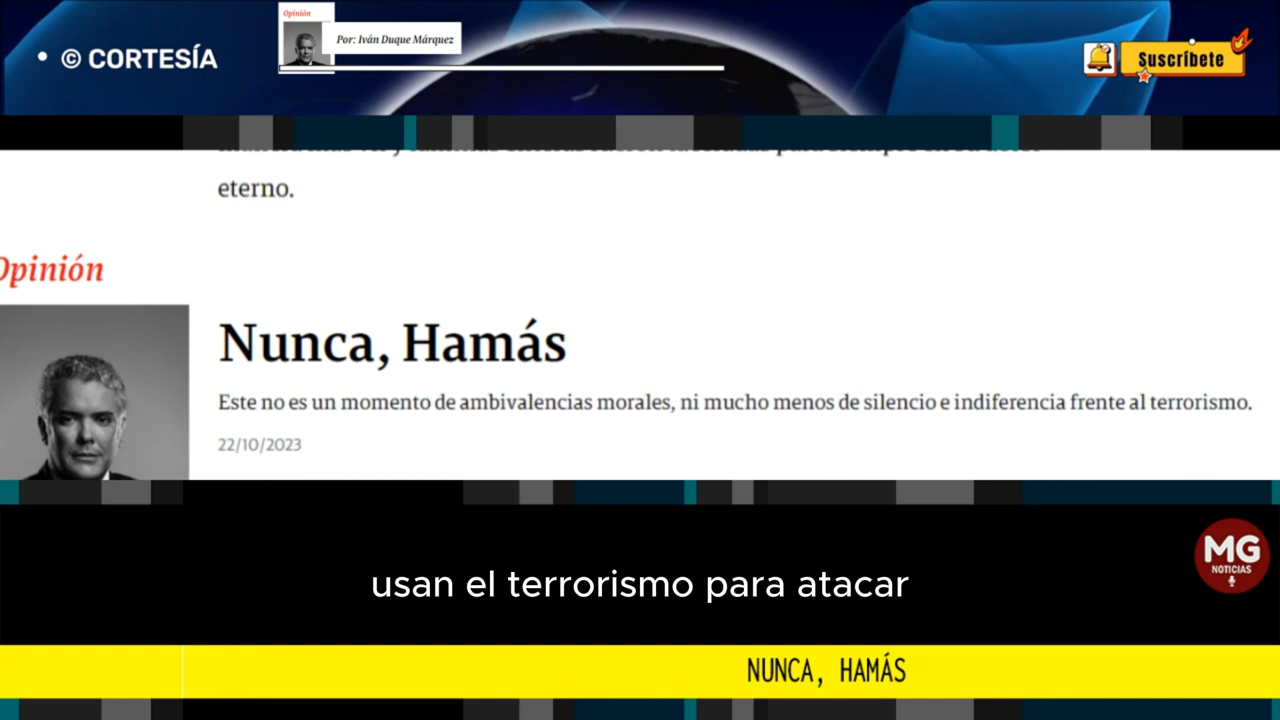 Opinión
Por: Iván Duque Márquez
• © CORTESÍA
Suscríbete
eterno.
Opinión
Nunca, Hamás
Este no es un momento de ambivalencias morales, ni mucho menos de silencio e indiferencia frente al terrorismo.
22/10/2023
MG
NOTICIAS
usan el terrorismo para atacar
NUNCA, HAMÁS